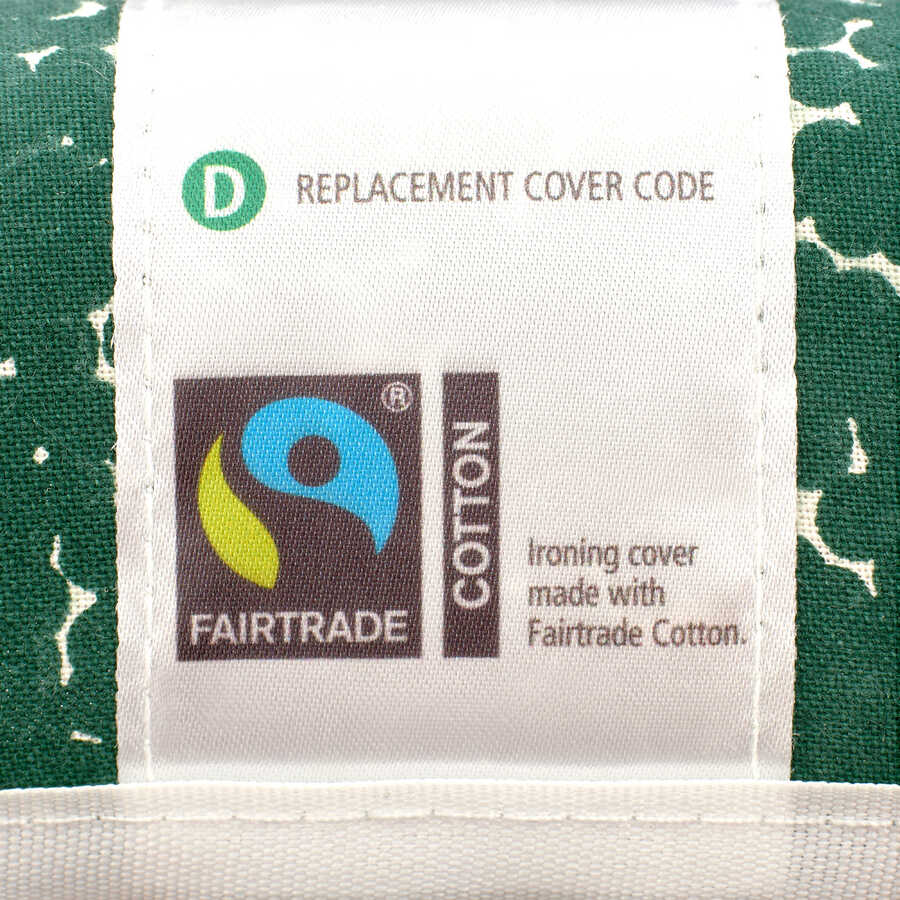 D REPLACEMENT COVER CODE
®
FAIRTRADE
COTTON
Ironing cover
made with
Fairtrade Cotton.